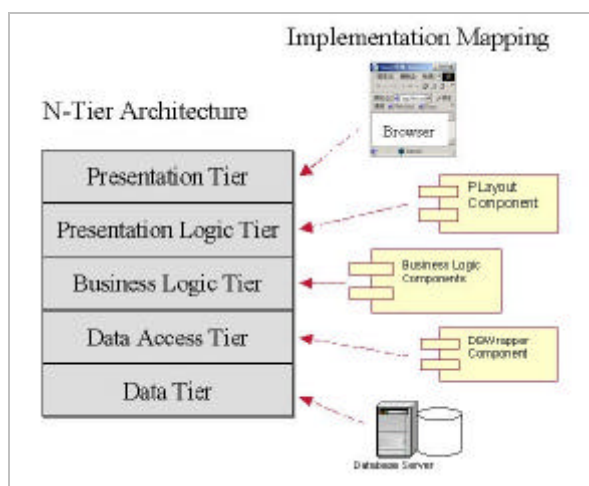 Implementation Mapping
N-Tier Architecture
Browser
Presentation Tier
PLayout
Component
Presentation Logic Tier
Business Logic
Components
Business Logic Tier
Data Access Tier
DBWrapper
Component
Data Tier
Database Server